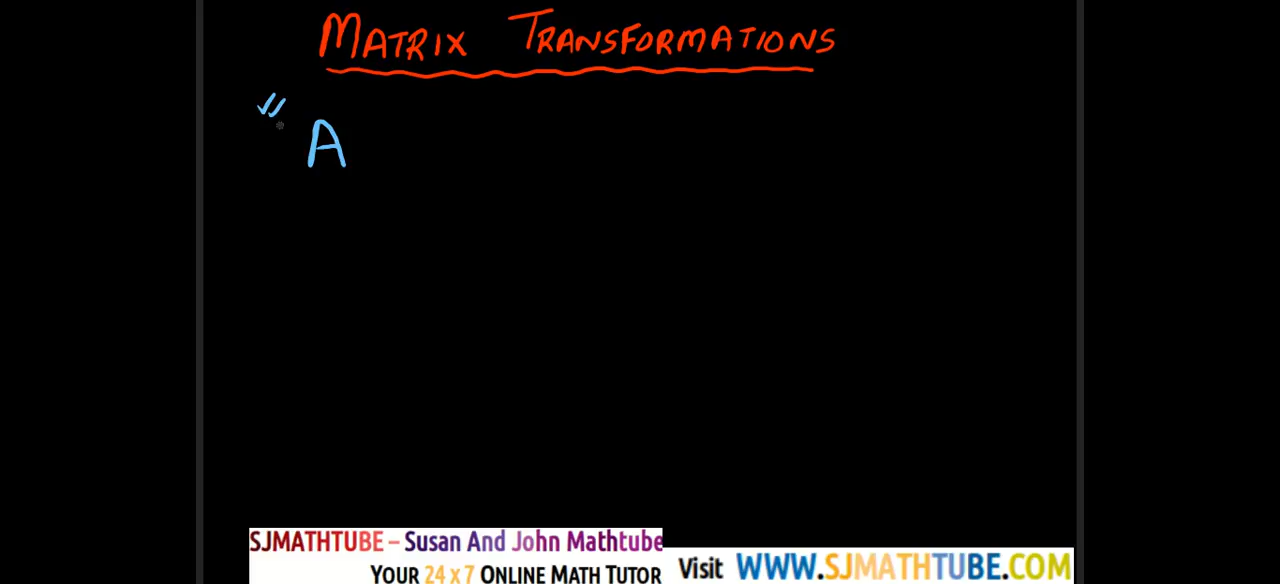 MATRIX TRANSFORMATIONS
" A
SJMATHTUBE – Susan And John Mathtube
YOUR 24 x 7 ONLINE MATH TUTOR
Visit WWW.SJMATHTUBE.COM